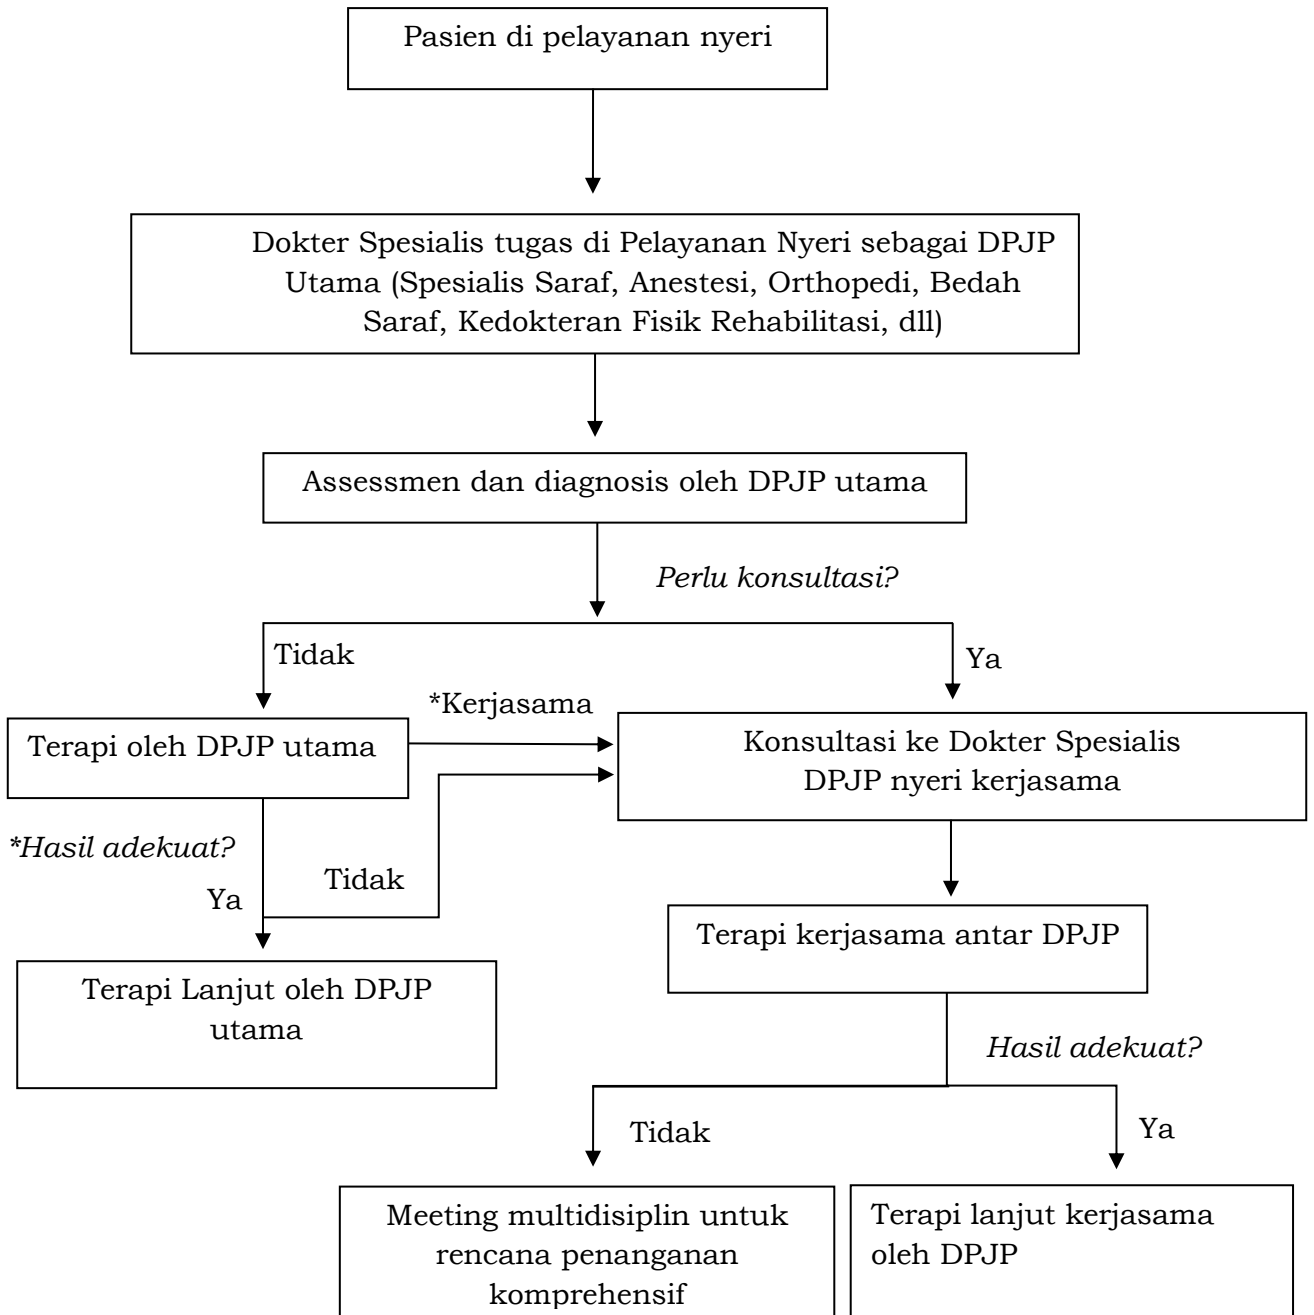 Pasien di pelayanan nyeri
Dokter Spesialis tugas di Pelayanan Nyeri sebagai DPJP
Utama (Spesialis Saraf, Anestesi, Orthopedi, Bedah
Saraf, Kedokteran Fisik Rehabilitasi, dll)
Assessmen dan diagnosis oleh DPJP utama
Perlu konsultasi?
Tidak
Ya
*Kerjasama
Terapi oleh DPJP utama
Konsultasi ke Dokter Spesialis
DPJP nyeri kerjasama
*Hasil adekuat?
Tidak
Ya
Terapi kerjasama antar DPJP
Terapi Lanjut oleh DPJP
utama
Hasil adekuat?
Tidak
Ya
Meeting multidisiplin untuk
rencana penanganan
komprehensif
Terapi lanjut kerjasama
oleh DPJP